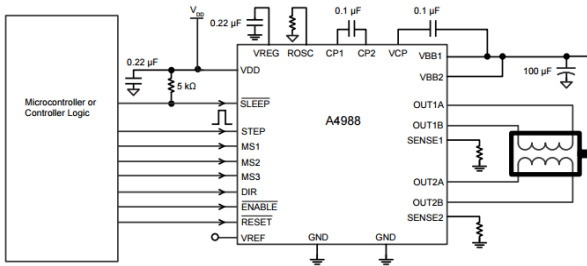 V_DD
0.22 µF
0.1 µF
0.1 µF
0.22 µF
5 kΩ
VREG
ROSC
CP1
CP2
VCP
VDD
VBB1
VBB2
100 µF
Microcontroller or
Controller Logic
SLEEP
A4988
OUT1A
OUT1B
SENSE1
STEP
MS1
MS2
MS3
DIR
ENABLE
RESET
VREF
OUT2A
OUT2B
SENSE2
GND
GND